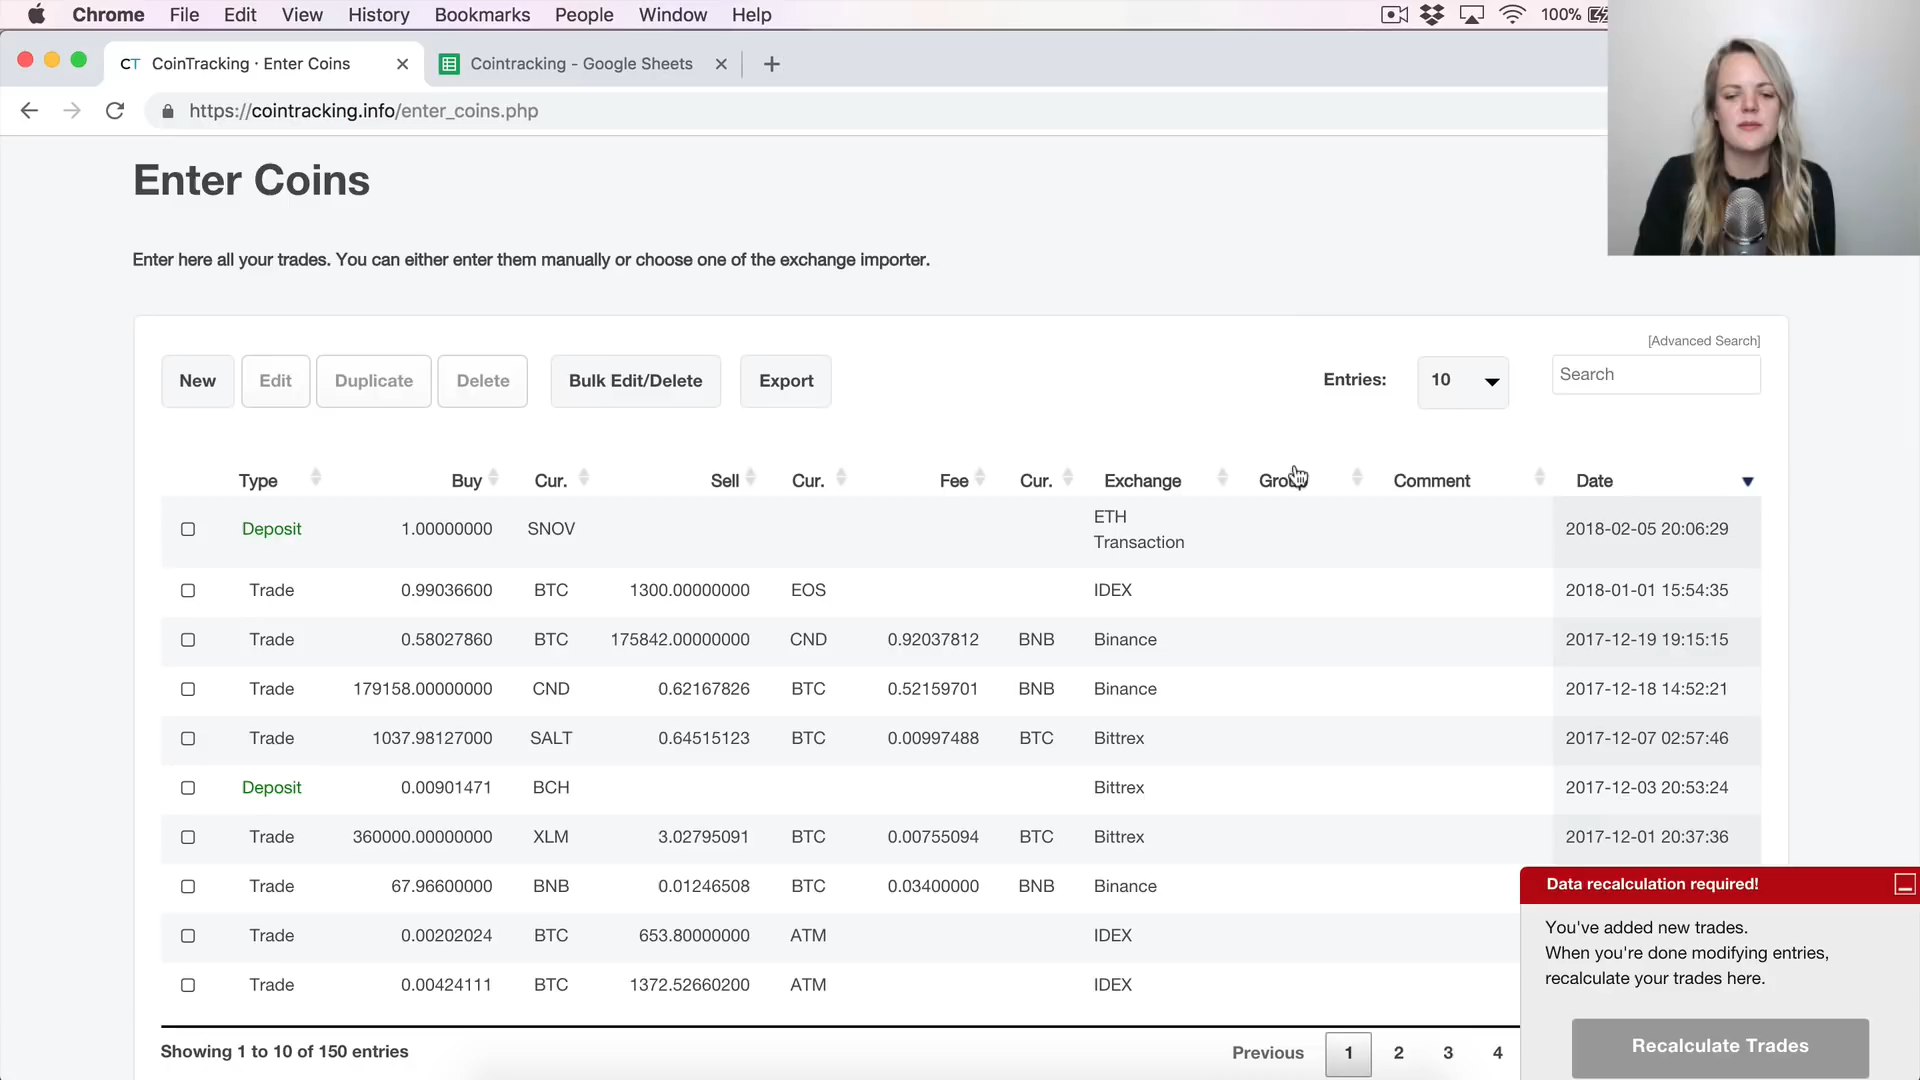 Chrome File Edit View History Bookmarks People Window Help 100%
CT CoinTracking · Enter Coins Cointracking - Google Sheets
https://cointracking.info/enter_coins.php
Enter Coins
Enter here all your trades. You can either enter them manually or choose one of the exchange importer.
[Advanced Search]
New Edit Duplicate Delete Bulk Edit/Delete Export Entries: 10 Search
Type Buy Cur. Sell Cur. Fee Cur. Exchange Group Comment Date
Deposit 1.00000000 SNOV ETH Transaction 2018-02-05 20:06:29
Trade 0.99036600 BTC 1300.00000000 EOS IDEX 2018-01-01 15:54:35
Trade 0.58027860 BTC 175842.00000000 CND 0.92037812 BNB Binance 2017-12-19 19:15:15
Trade 179158.00000000 CND 0.62167826 BTC 0.52159701 BNB Binance 2017-12-18 14:52:21
Trade 1037.98127000 SALT 0.64515123 BTC 0.00997488 BTC Bittrex 2017-12-07 02:57:46
Deposit 0.00901471 BCH Bittrex 2017-12-03 20:53:24
Trade 360000.00000000 XLM 3.02795091 BTC 0.00755094 BTC Bittrex 2017-12-01 20:37:36
Trade 67.96600000 BNB 0.01246508 BTC 0.03400000 BNB Binance
Trade 0.00202024 BTC 653.80000000 ATM IDEX
Trade 0.00424111 BTC 1372.52660200 ATM IDEX
Showing 1 to 10 of 150 entries Previous 1 2 3 4
Data recalculation required!
You've added new trades.
When you're done modifying entries,
recalculate your trades here.
Recalculate Trades